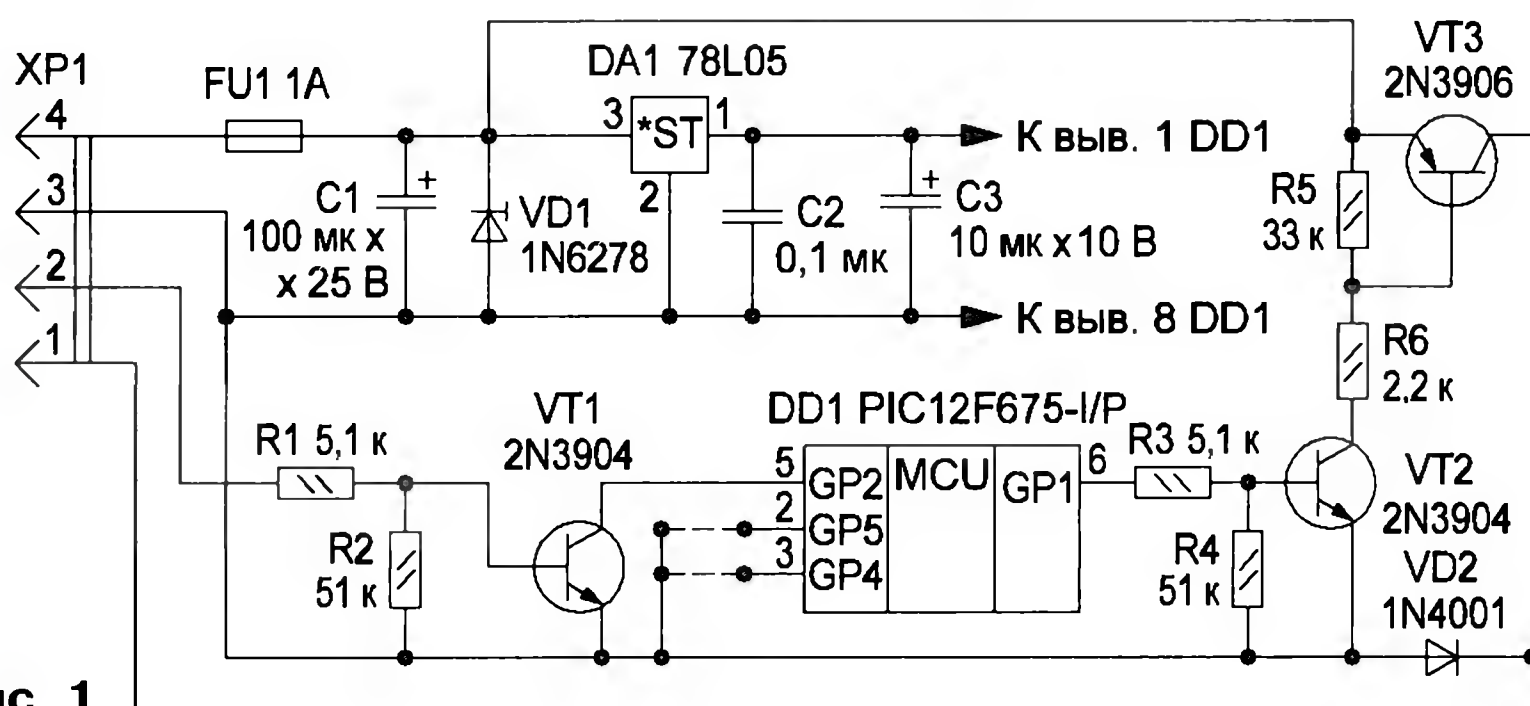 XP1
4
3
2
1
FU1 1A
DA1 78L05
3
*ST
1
2
К выв. 1 DD1
VT3
2N3906
C1
100 мк x
x 25 В
+
VD1
1N6278
C2
0,1 мк
+
C3
10 мк x10 В
R5
33 к
К выв. 8 DD1
R6
2,2 к
R1 5,1 к
VT1
2N3904
DD1 PIC12F675-I/P
5
GP2
2
GP5
3
GP4
MCU
GP1
6
R3 5,1 к
VT2
2N3904
R2
51 к
R4
51 к
VD2
1N4001
1